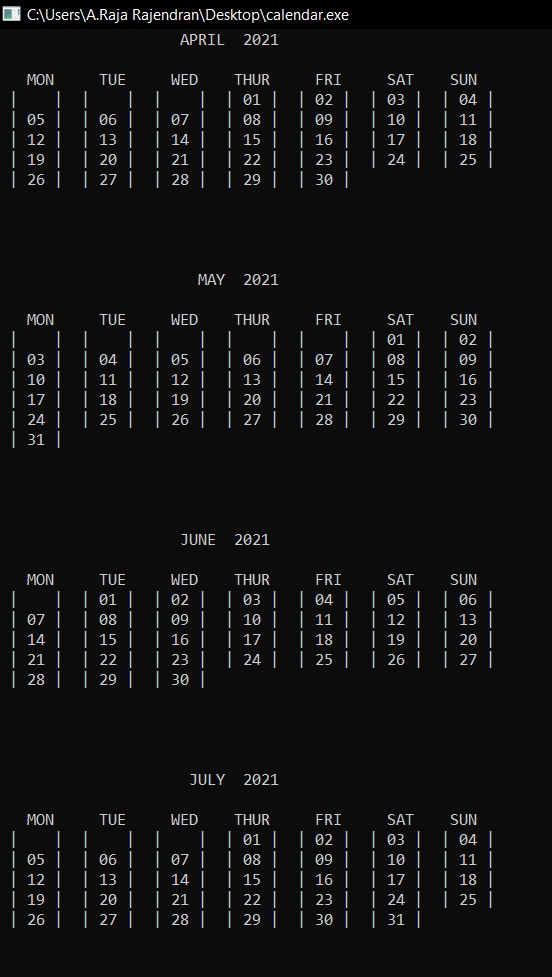 C:\Users\A.Raja Rajendran\Desktop\calendar.exe
APRIL  2021
MON     TUE     WED    THUR     FRI     SAT    SUN
|    |  |    |  |    |  | 01 |  | 02 |  | 03 |  | 04 |
| 05 |  | 06 |  | 07 |  | 08 |  | 09 |  | 10 |  | 11 |
| 12 |  | 13 |  | 14 |  | 15 |  | 16 |  | 17 |  | 18 |
| 19 |  | 20 |  | 21 |  | 22 |  | 23 |  | 24 |  | 25 |
| 26 |  | 27 |  | 28 |  | 29 |  | 30 |
MAY  2021
MON     TUE     WED    THUR     FRI     SAT    SUN
|    |  |    |  |    |  |    |  |    |  | 01 |  | 02 |
| 03 |  | 04 |  | 05 |  | 06 |  | 07 |  | 08 |  | 09 |
| 10 |  | 11 |  | 12 |  | 13 |  | 14 |  | 15 |  | 16 |
| 17 |  | 18 |  | 19 |  | 20 |  | 21 |  | 22 |  | 23 |
| 24 |  | 25 |  | 26 |  | 27 |  | 28 |  | 29 |  | 30 |
| 31 |
JUNE  2021
MON     TUE     WED    THUR     FRI     SAT    SUN
|    |  | 01 |  | 02 |  | 03 |  | 04 |  | 05 |  | 06 |
| 07 |  | 08 |  | 09 |  | 10 |  | 11 |  | 12 |  | 13 |
| 14 |  | 15 |  | 16 |  | 17 |  | 18 |  | 19 |  | 20 |
| 21 |  | 22 |  | 23 |  | 24 |  | 25 |  | 26 |  | 27 |
| 28 |  | 29 |  | 30 |
JULY  2021
MON     TUE     WED    THUR     FRI     SAT    SUN
|    |  |    |  |    |  | 01 |  | 02 |  | 03 |  | 04 |
| 05 |  | 06 |  | 07 |  | 08 |  | 09 |  | 10 |  | 11 |
| 12 |  | 13 |  | 14 |  | 15 |  | 16 |  | 17 |  | 18 |
| 19 |  | 20 |  | 21 |  | 22 |  | 23 |  | 24 |  | 25 |
| 26 |  | 27 |  | 28 |  | 29 |  | 30 |  | 31 |